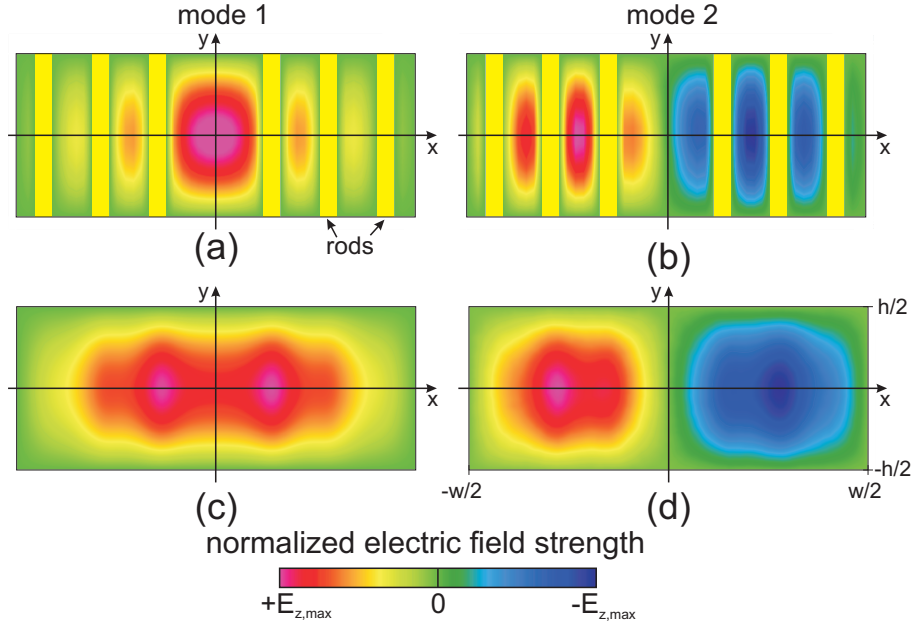 mode 1
mode 2
y
y
x
x
rods
(a)
(b)
y
y
h/2
x
x
-h/2
-w/2
w/2
(c)
(d)
normalized electric field strength
+E_z,max
0
-E_z,max